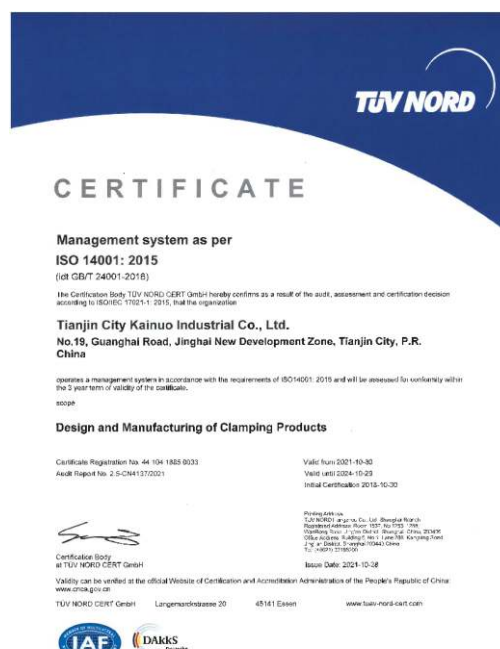 TÜV NORD
CERTIFICATE
Management system as per
ISO 14001: 2015
(idt GB/T 24001-2016)
The Certification Body TÜV NORD CERT GmbH hereby confirms as a result of the audit, assessment and certification decision
according to ISO/IEC 17021-1: 2015, that the organization
Tianjin City Kainuo Industrial Co., Ltd.
No.19, Guanghai Road, Jinghai New Development Zone, Tianjin City, P.R.
China
operates a management system in accordance with the requirements of ISO14001: 2015 and will be assessed for conformity within
the 3 year term of validity of the certificate.
scope
Design and Manufacturing of Clamping Products
Certificate Registration No. 44 104 1885 0033
Audit Report No. 2.5-CN4137/2021
Valid from 2021-10-30
Valid until 2024-10-29
Initial Certification 2018-10-30
Certification Body
at TÜV NORD CERT GmbH
Issue Date: 2021-10-
Validity can be verified at the official Website of Certification and Accreditation Administration of the People's Republic of China:
www.cnca.gov.cn
TÜV NORD CERT GmbH Langemarckstrasse 20 45141 Essen www.tuev-nord-cert.com
IAF
DAkkS